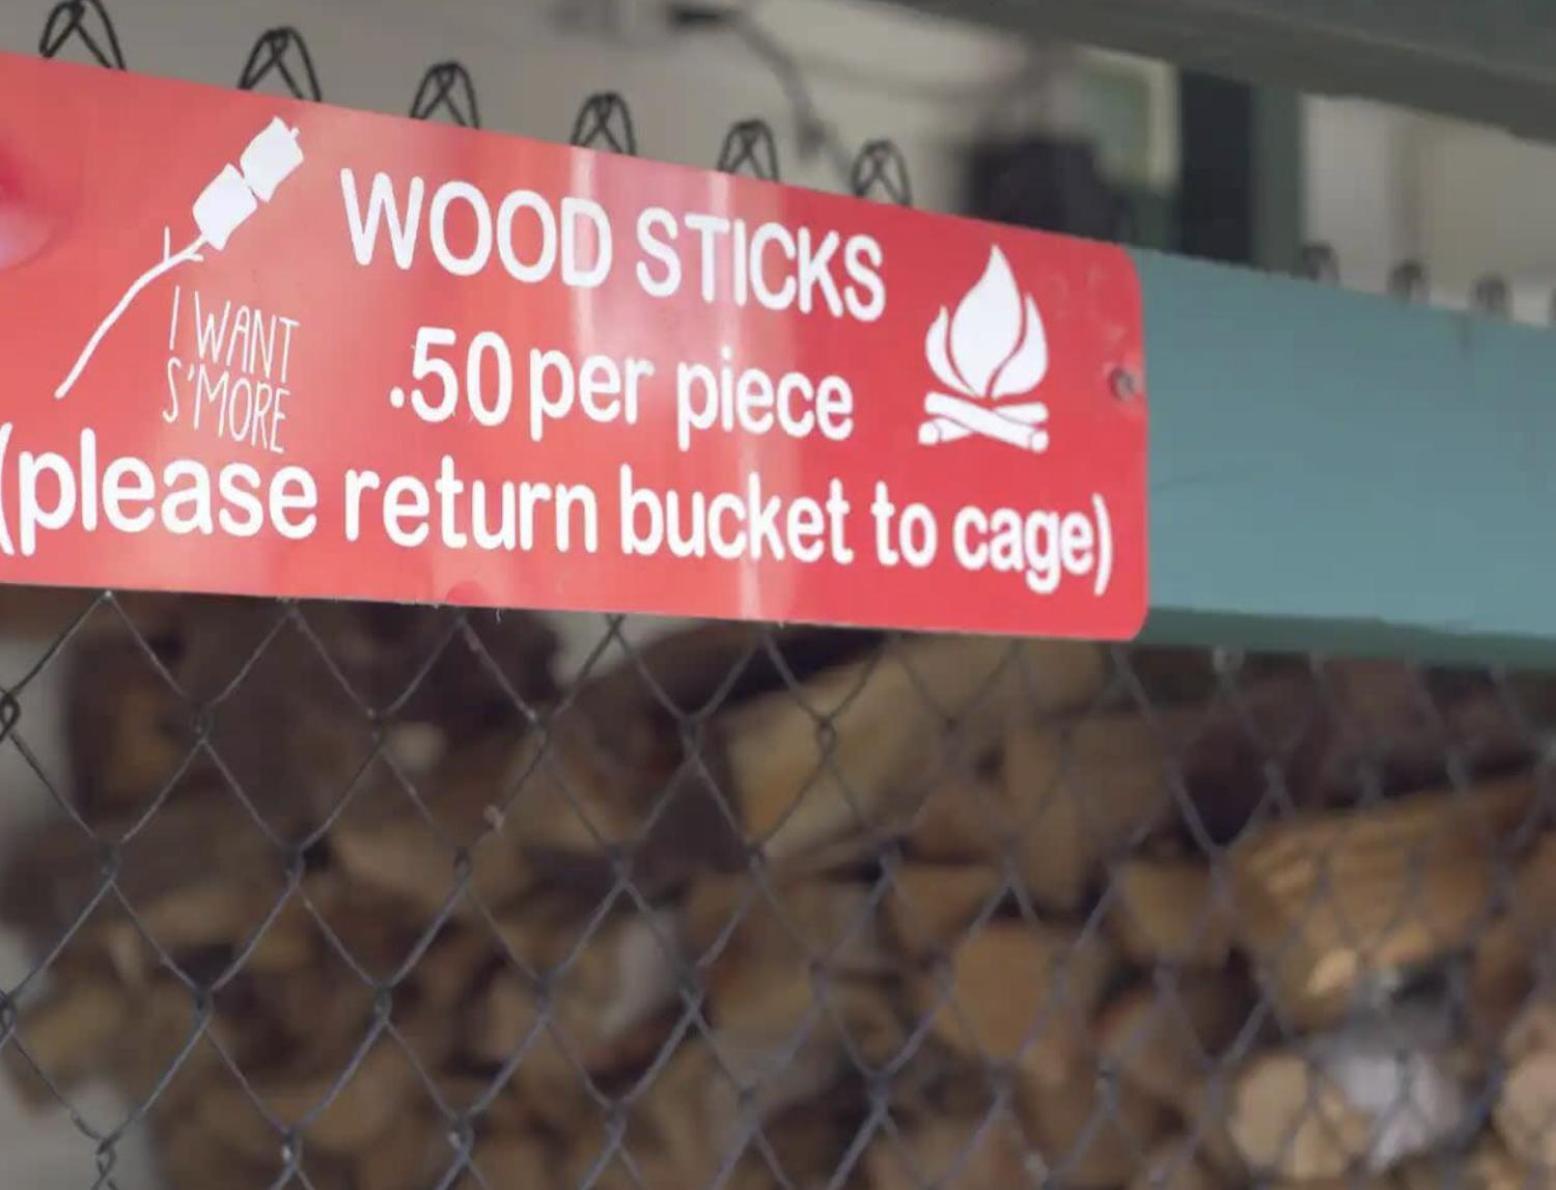 WOOD STICKS
I WANT
S'MORE
.50 per piece
(please return bucket to cage)